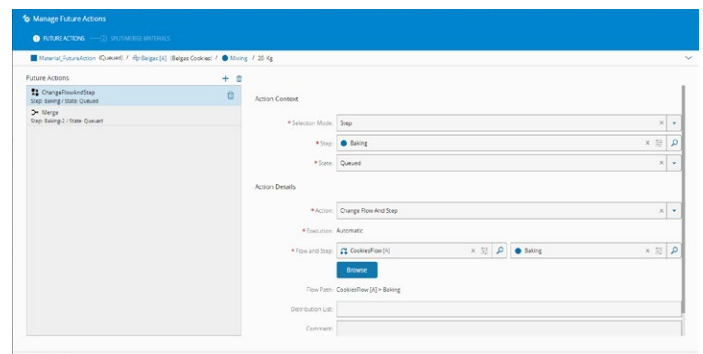 Manage Future Actions
1 FUTURE ACTIONS 2 SPLIT/MERGE MATERIALS
Material_FutureAction (Queued) / Belgas [A] (Belgas Cookies) / Mixing / 20 Kg
Future Actions
ChangeFlowAndStep
Step: Baking / State: Queued
Merge
Step: Baking-2 / State: Queued
Action Context
* Selection Mode: Step
* Step: Baking
* State: Queued
Action Details
* Action: Change Flow And Step
* Execution: Automatic
* Flow and Step: CookiesFlow [A] Baking
Browse
Flow Path: CookiesFlow [A] > Baking
Distribution List:
Comment: